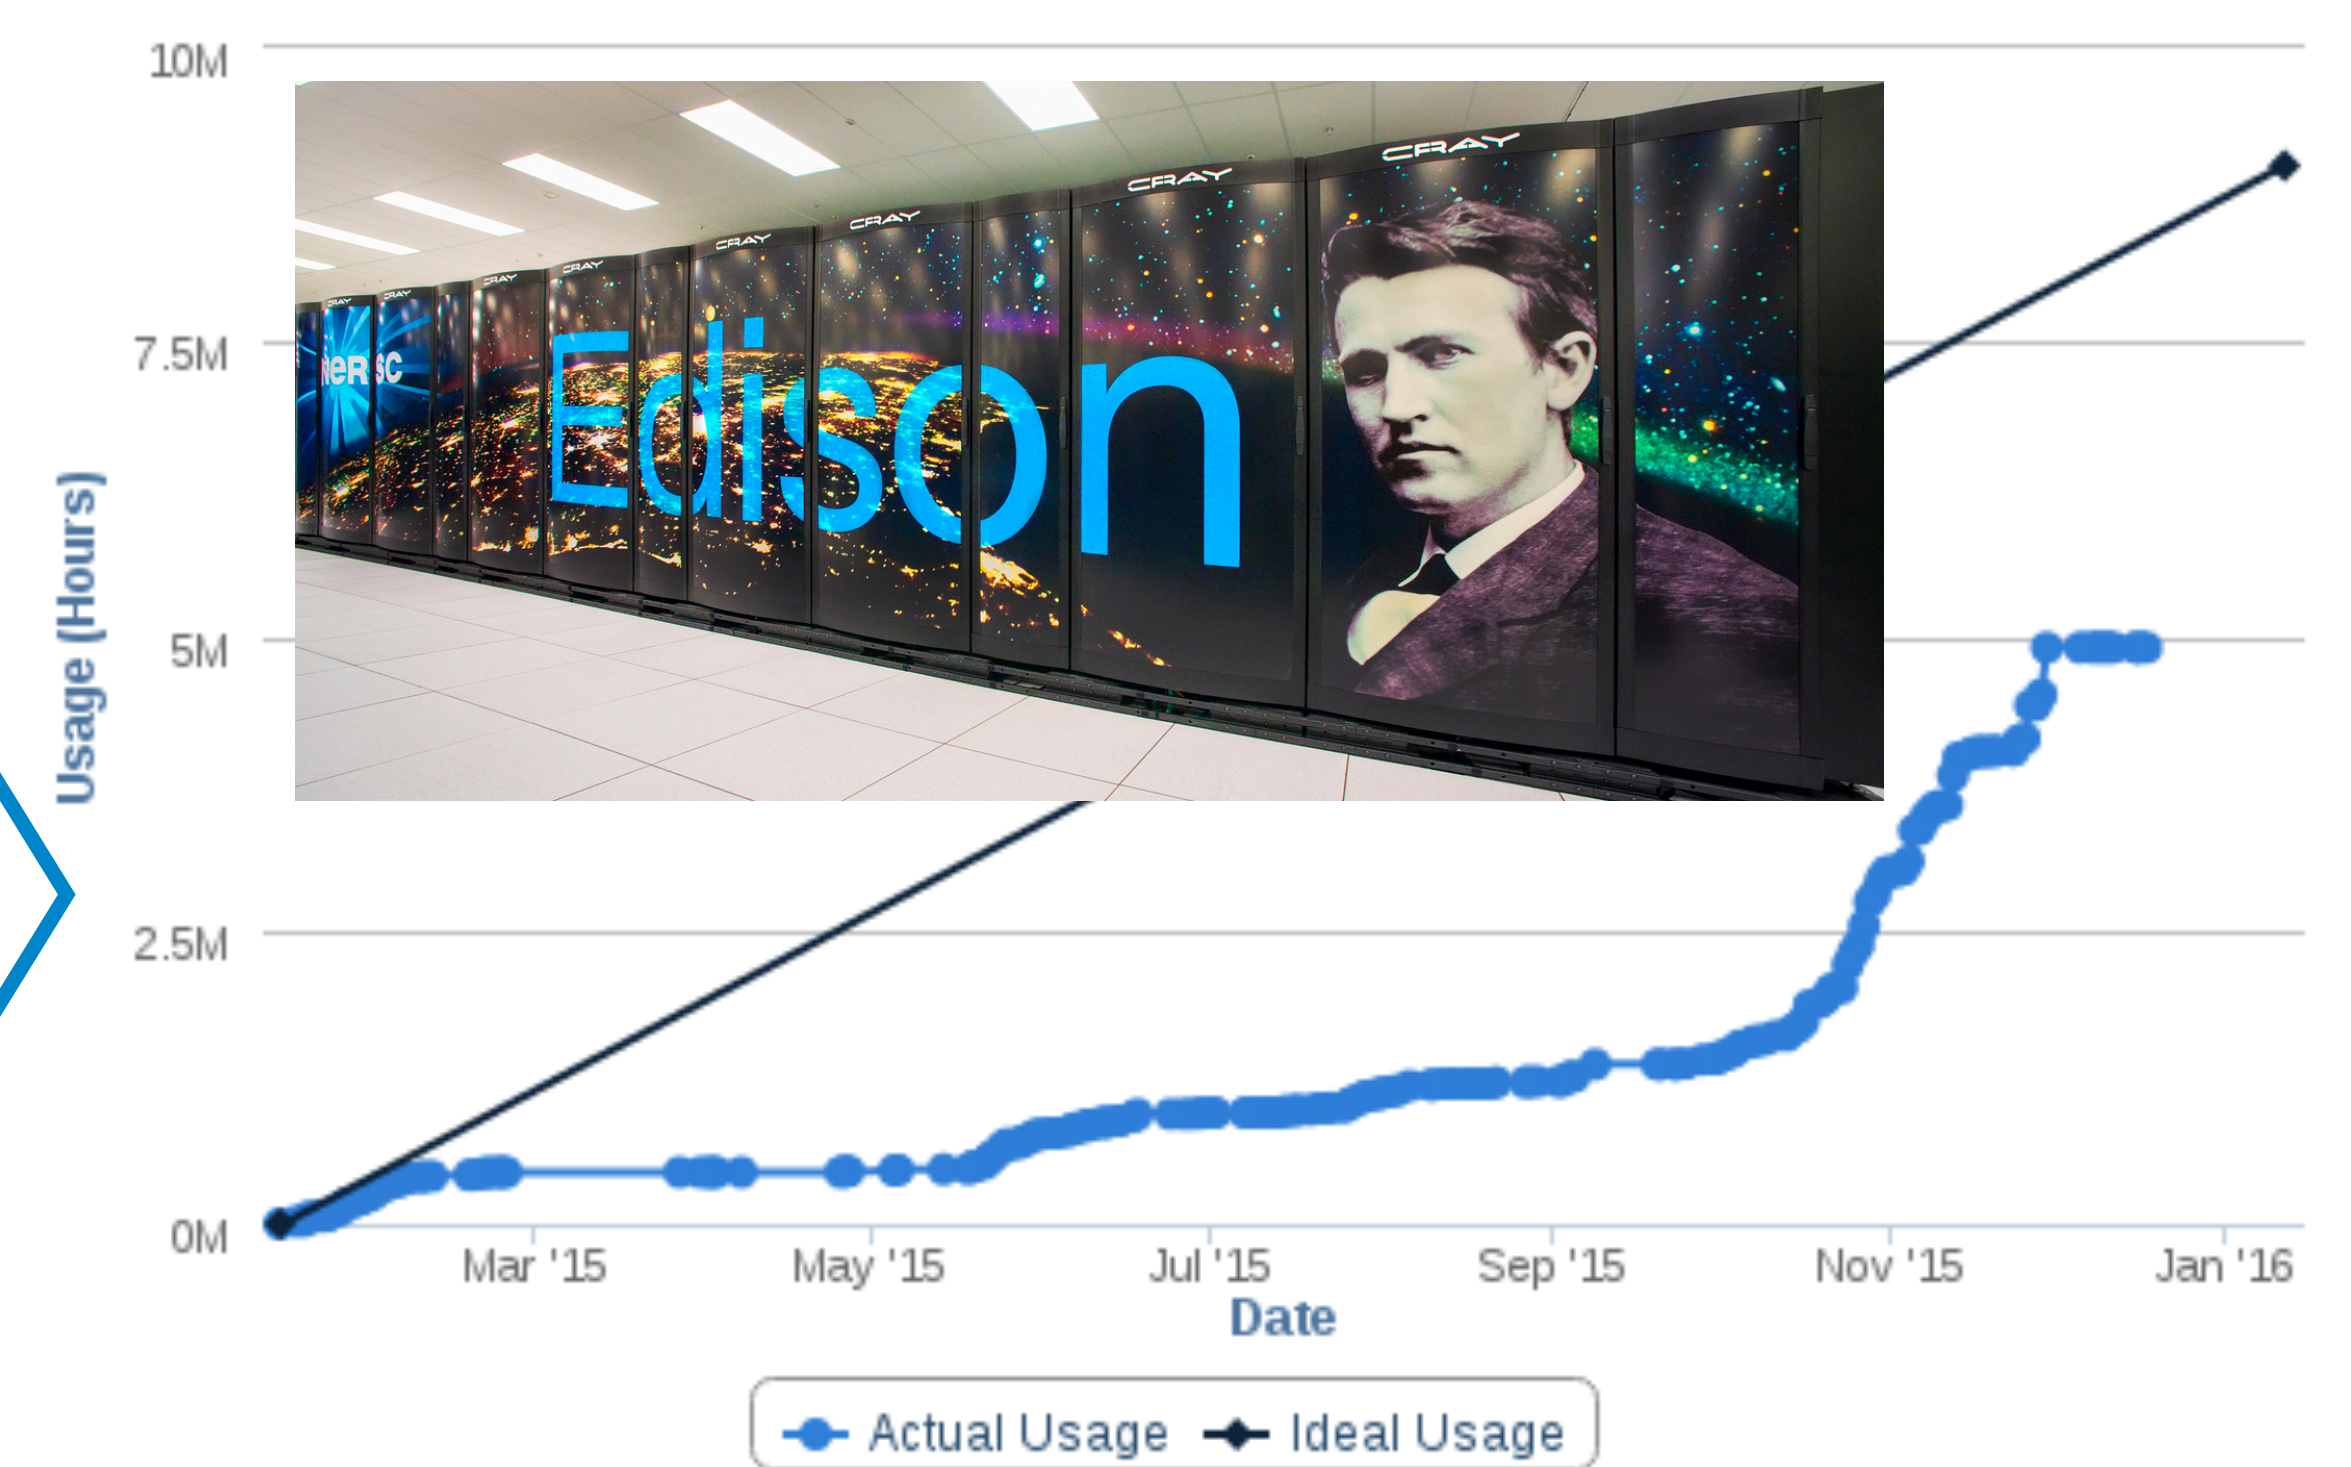 10M
7.5M
5M
2.5M
0M
Usage (Hours)
CRAY
CRAY
CRAY
CRAY
CRAY
CRAY
CRAY
CRAY
nersc
Edison
Mar '15
May '15
Jul '15
Sep '15
Nov '15
Jan '16
Date
Actual Usage
Ideal Usage